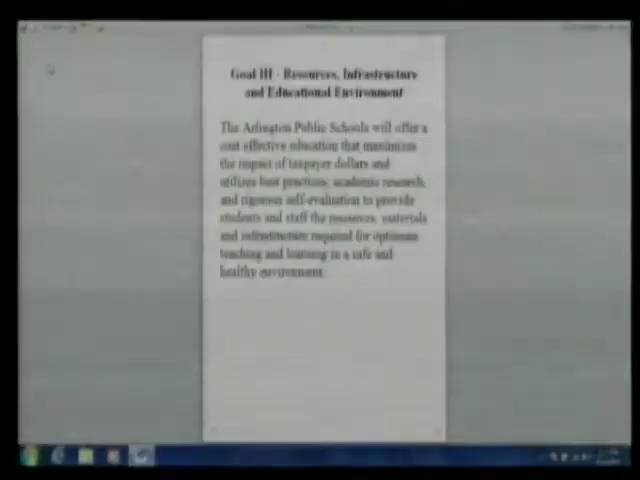 Goal III - Resources, Infrastructure
and Educational Environment
The Arlington Public Schools will offer a
cost effective education that maximizes
the impact of taxpayer dollars and
utilizes best practices, academic research,
and rigorous self-evaluation to provide
students and staff the resources, materials
and infrastructure required for optimum
teaching and learning in a safe and
healthy environment.